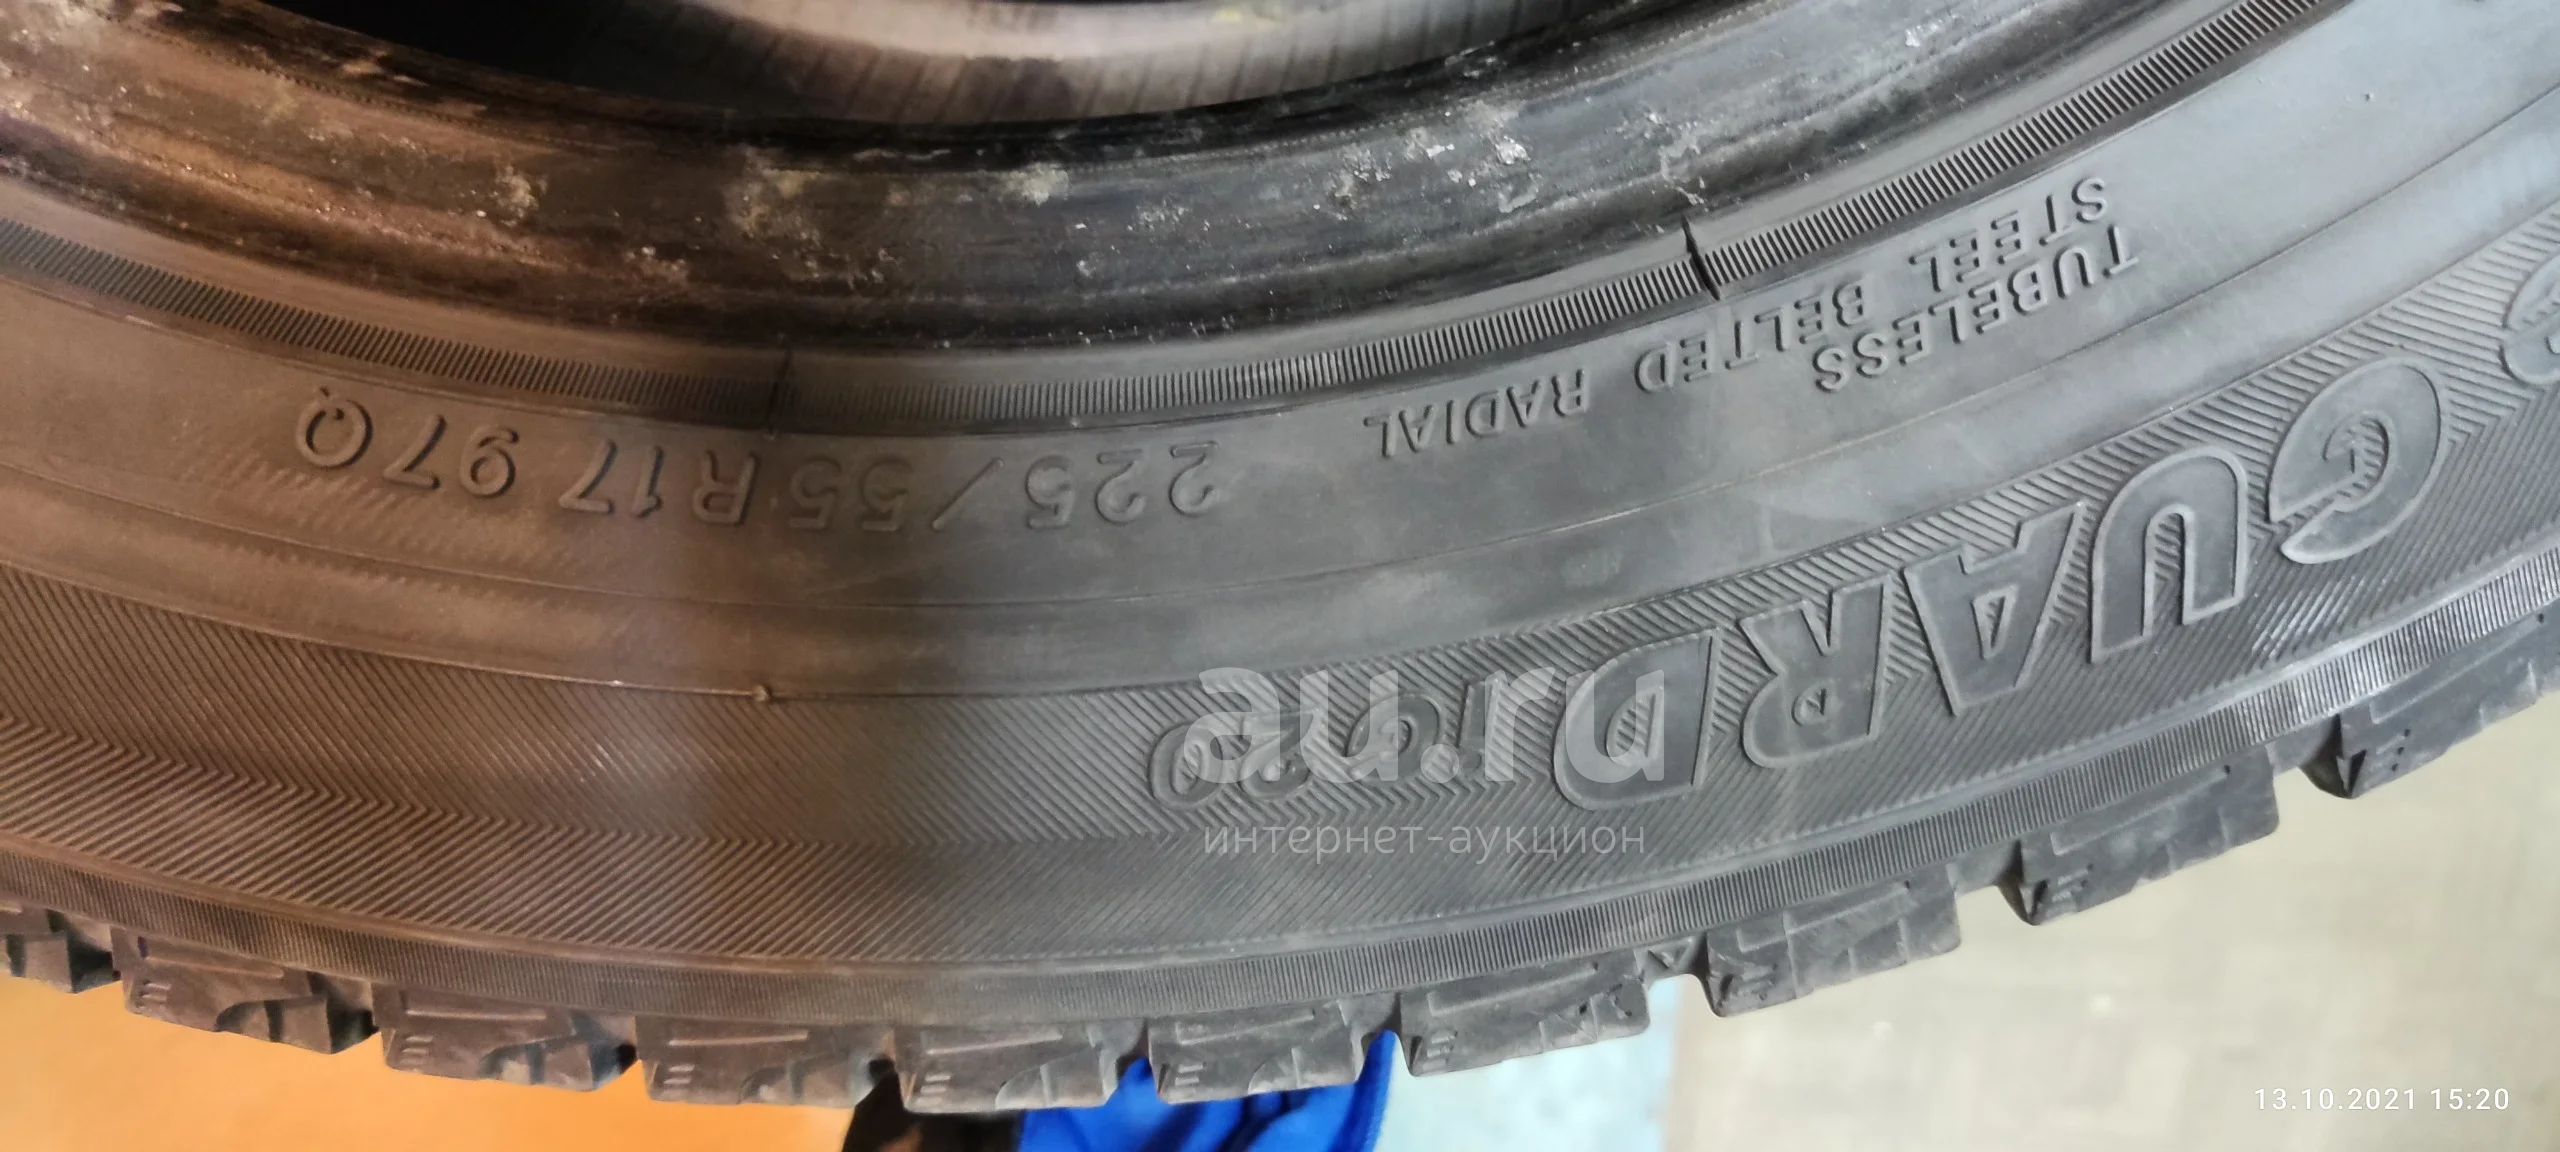 TUBELESS
STEEL BELTED RADIAL
225/55 R17 97Q
GUARD
au.ru
интернет-аукцион
13.10.2021 15:20